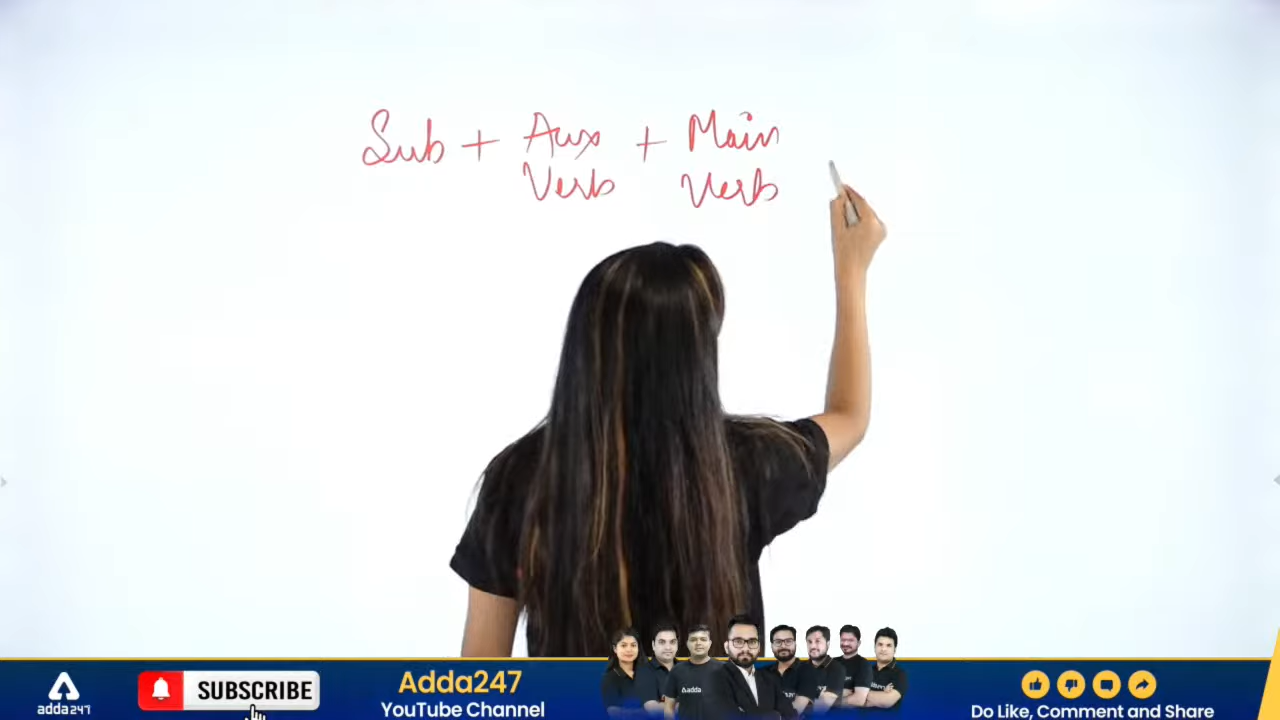 Sub + Aux + Main
Verb Verb
adda247
SUBSCRIBE
Adda247
YouTube Channel
Do Like, Comment and Share